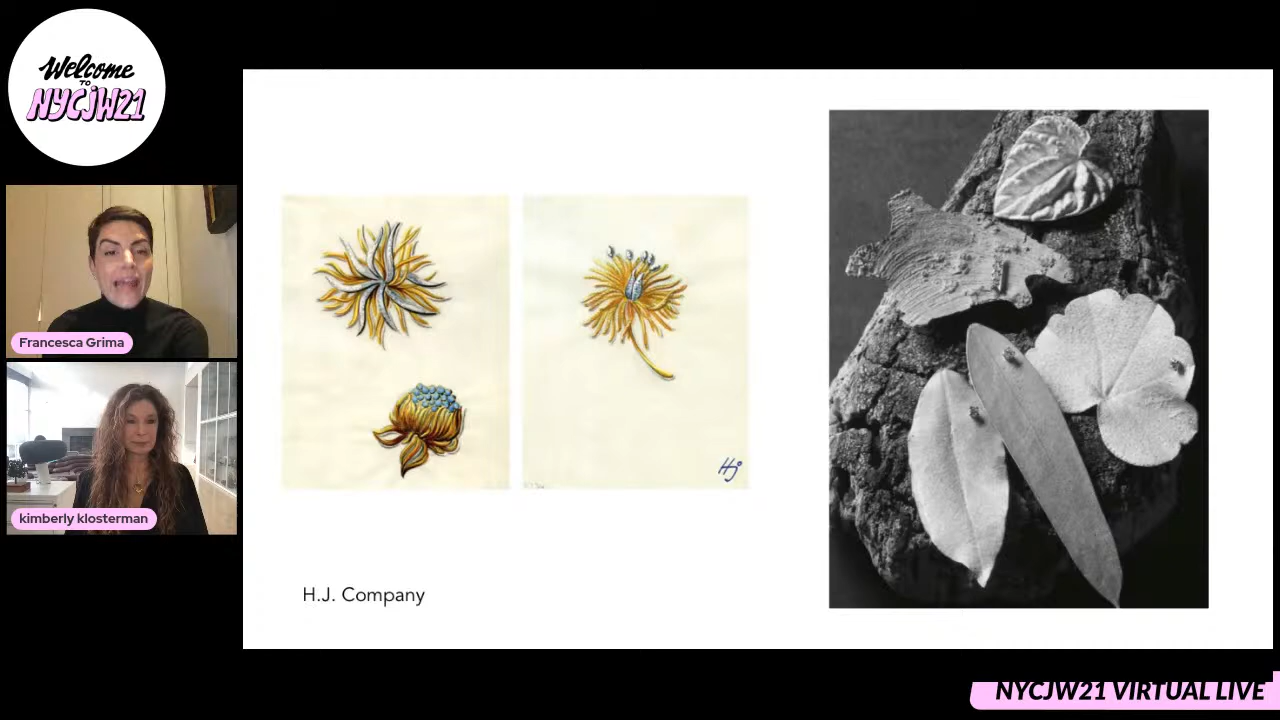 Welcome
TO
NYCJW21
Francesca Grima
kimberly klosterman
Hj
H.J. Company
NYCJW21 VIRTUAL LIVE